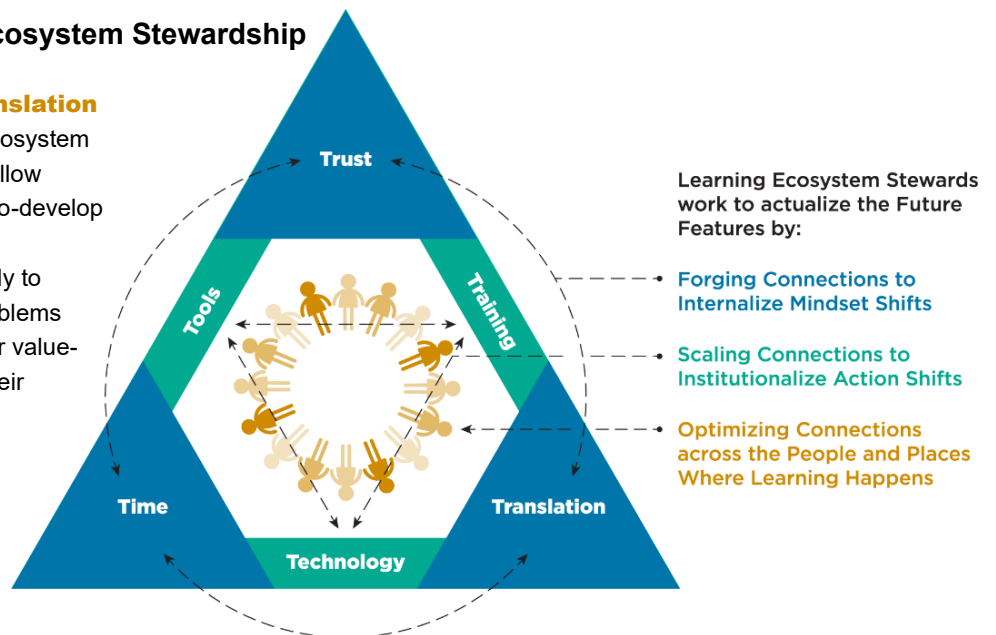 cosystem Stewardship
nslation
osystem
llow
o-develop
ly to
blems
r value-
eir
Trust
Tools
Training
Time
Translation
Technology
Learning Ecosystem Stewards
work to actualize the Future
Features by:
Forging Connections to
Internalize Mindset Shifts
Scaling Connections to
Institutionalize Action Shifts
Optimizing Connections
across the People and Places
Where Learning Happens